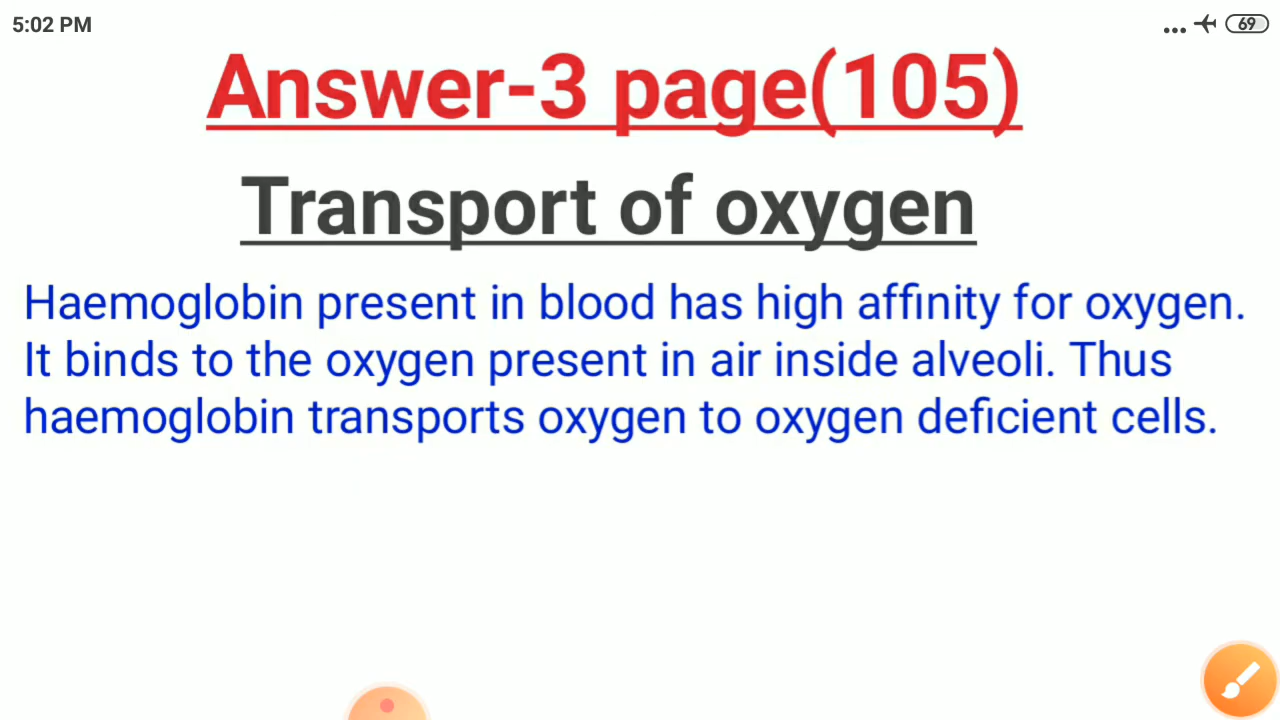 5:02 PM
69
Answer-3 page(105)
Transport of oxygen
Haemoglobin present in blood has high affinity for oxygen.
It binds to the oxygen present in air inside alveoli. Thus
haemoglobin transports oxygen to oxygen deficient cells.